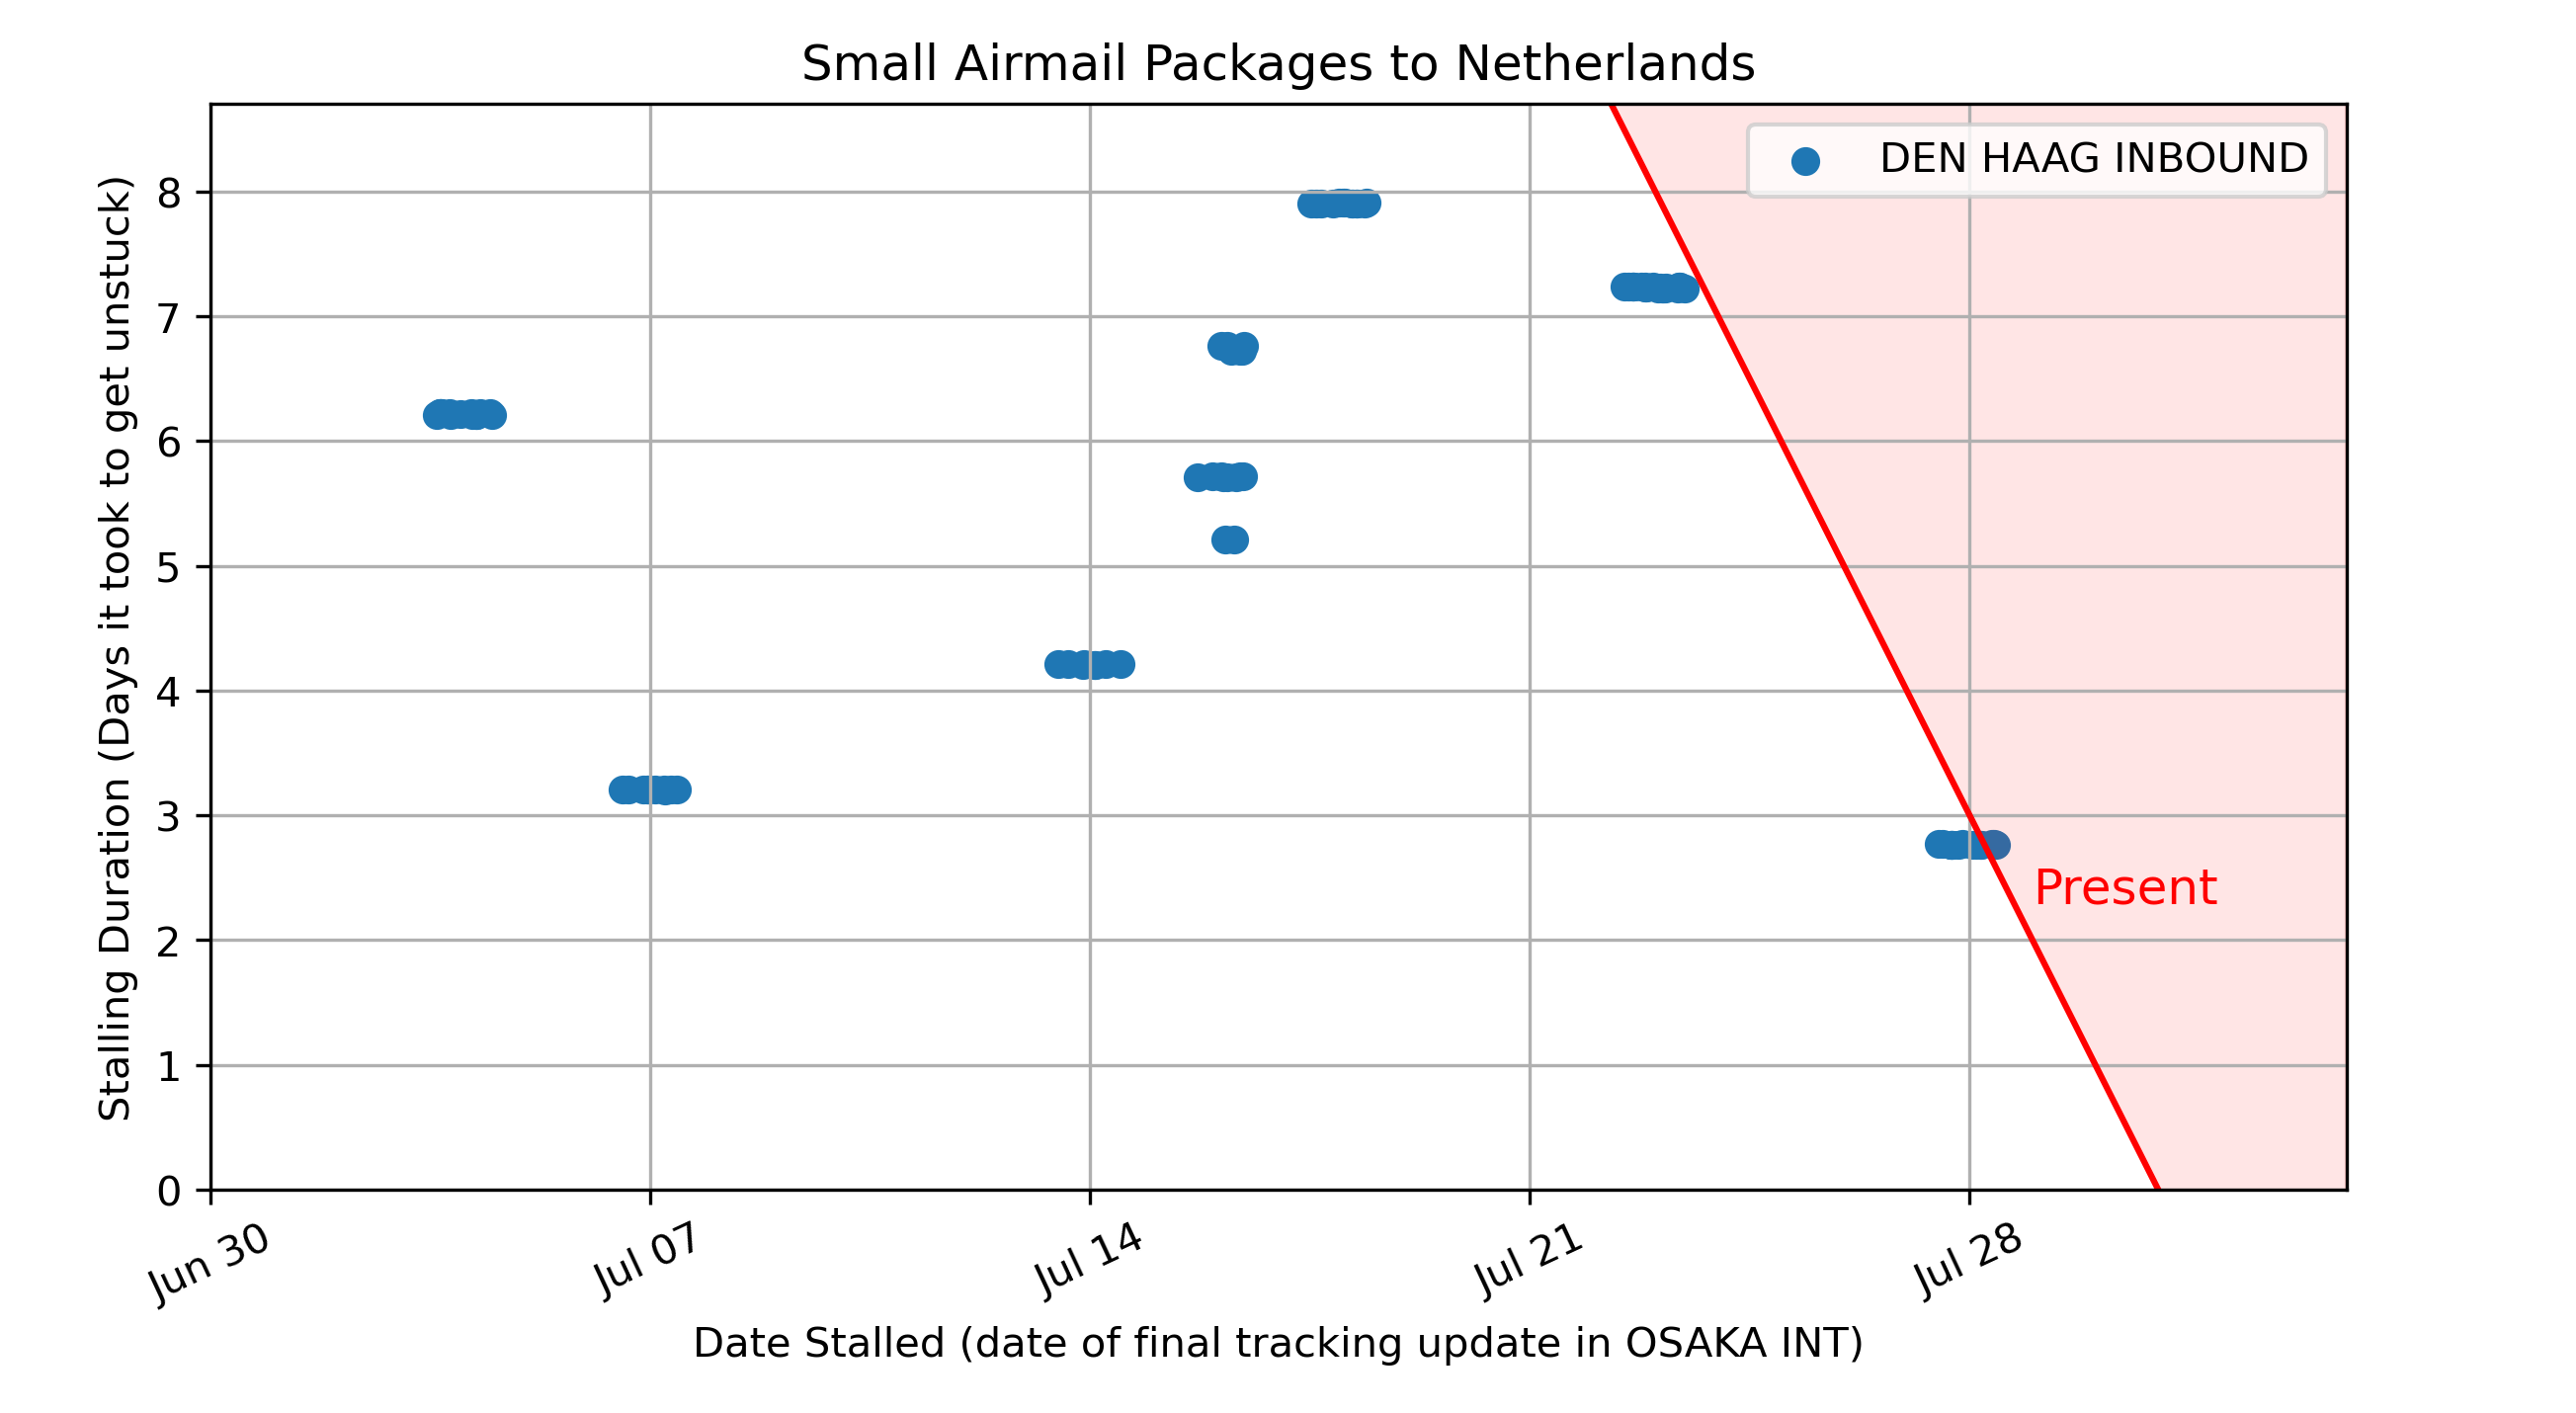 Small Airmail Packages to Netherlands
DEN HAAG INBOUND
Stalling Duration (Days it took to get unstuck)
8
7
6
5
4
3
2
1
0
Present
Jun 30
Jul 07
Jul 14
Jul 21
Jul 28
Date Stalled (date of final tracking update in OSAKA INT)